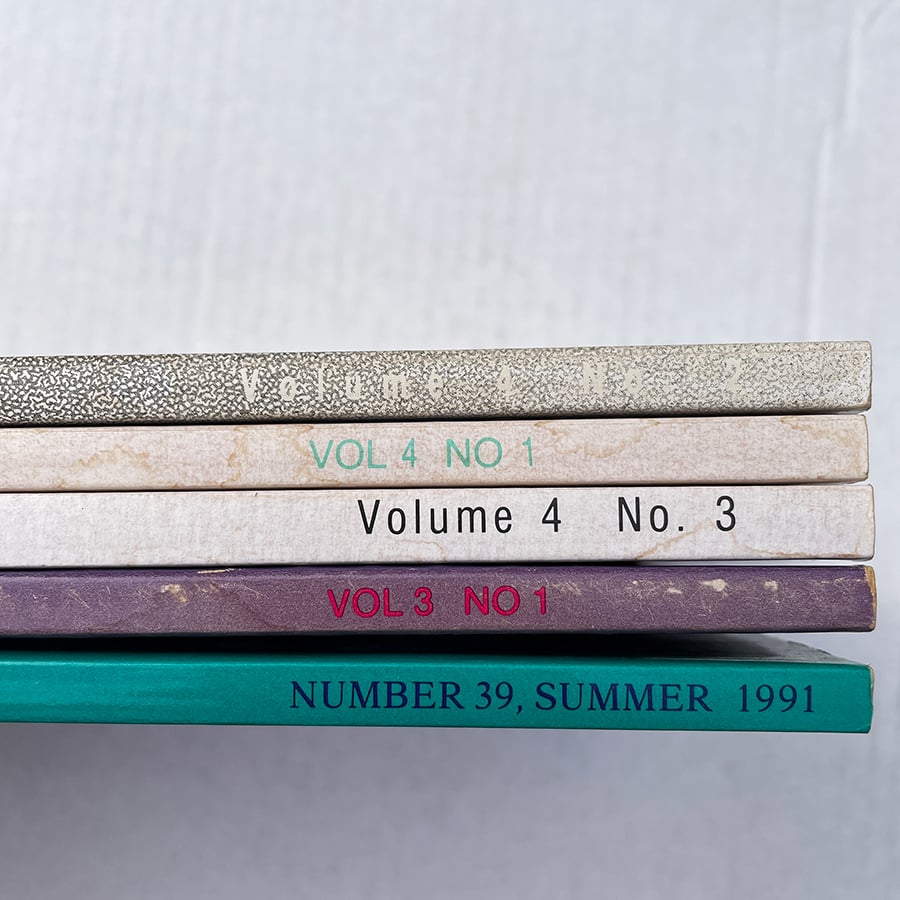 Volume 4 No. 2
VOL 4 NO 1
Volume 4 No. 3
VOL 3 NO 1
NUMBER 39, SUMMER 1991